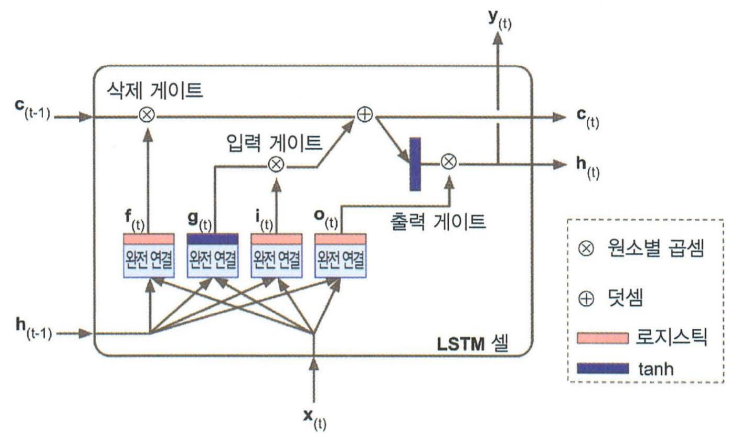 y(t)
삭제 게이트
c(t-1)
c(t)
입력 게이트
h(t)
f(t) g(t) i(t) o(t)
출력 게이트
완전 연결 완전 연결 완전 연결 완전 연결
⊗ 원소별 곱셈
⊕ 덧셈
h(t-1)
로지스틱
LSTM 셀
tanh
x(t)